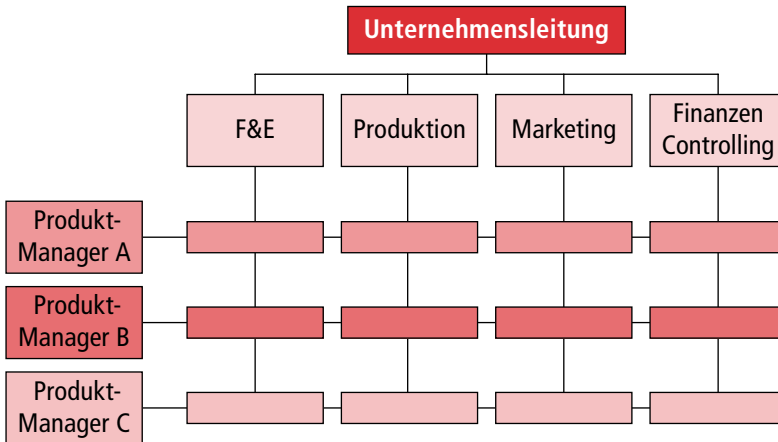 Unternehmensleitung
F&E
Produktion
Marketing
Finanzen
Controlling
Produkt-
Manager A
Produkt-
Manager B
Produkt-
Manager C